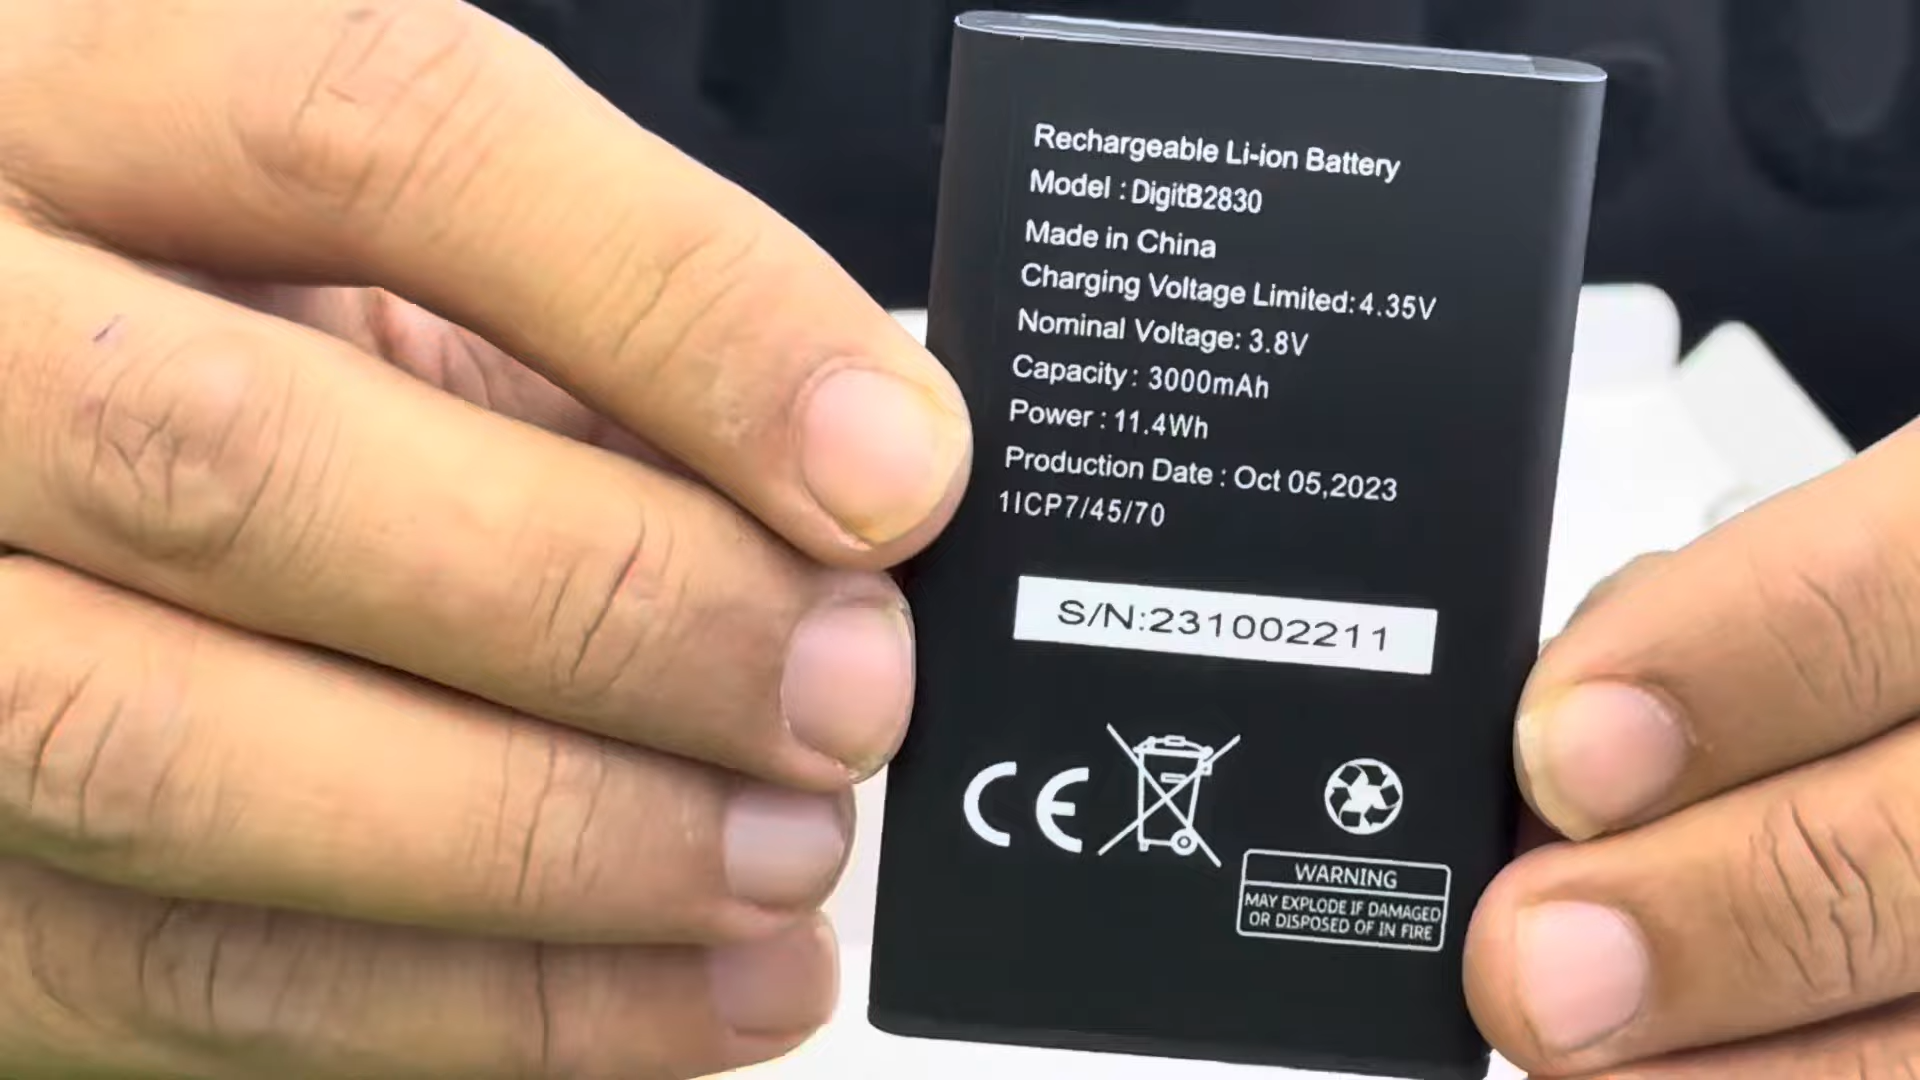 Rechargeable Li-ion Battery
Model : DigitB2830
Made in China
Charging Voltage Limited: 4.35V
Nominal Voltage: 3.8V
Capacity : 3000mAh
Power : 11.4Wh
Production Date : Oct 05,2023
1ICP7/45/70
S/N:231002211
CE
WARNING
MAY EXPLODE IF DAMAGED
OR DISPOSED OF IN FIRE